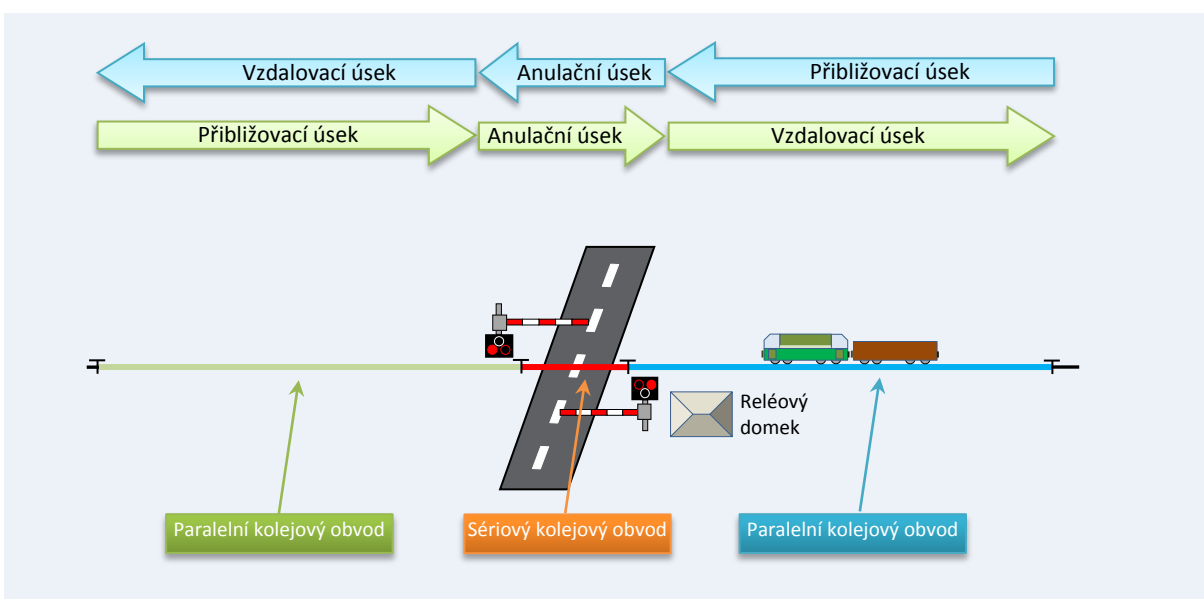 Vzdalovací úsek
Anulační úsek
Přibližovací úsek
Přibližovací úsek
Anulační úsek
Vzdalovací úsek
Reléový
domek
Paralelní kolejový obvod
Sériový kolejový obvod
Paralelní kolejový obvod